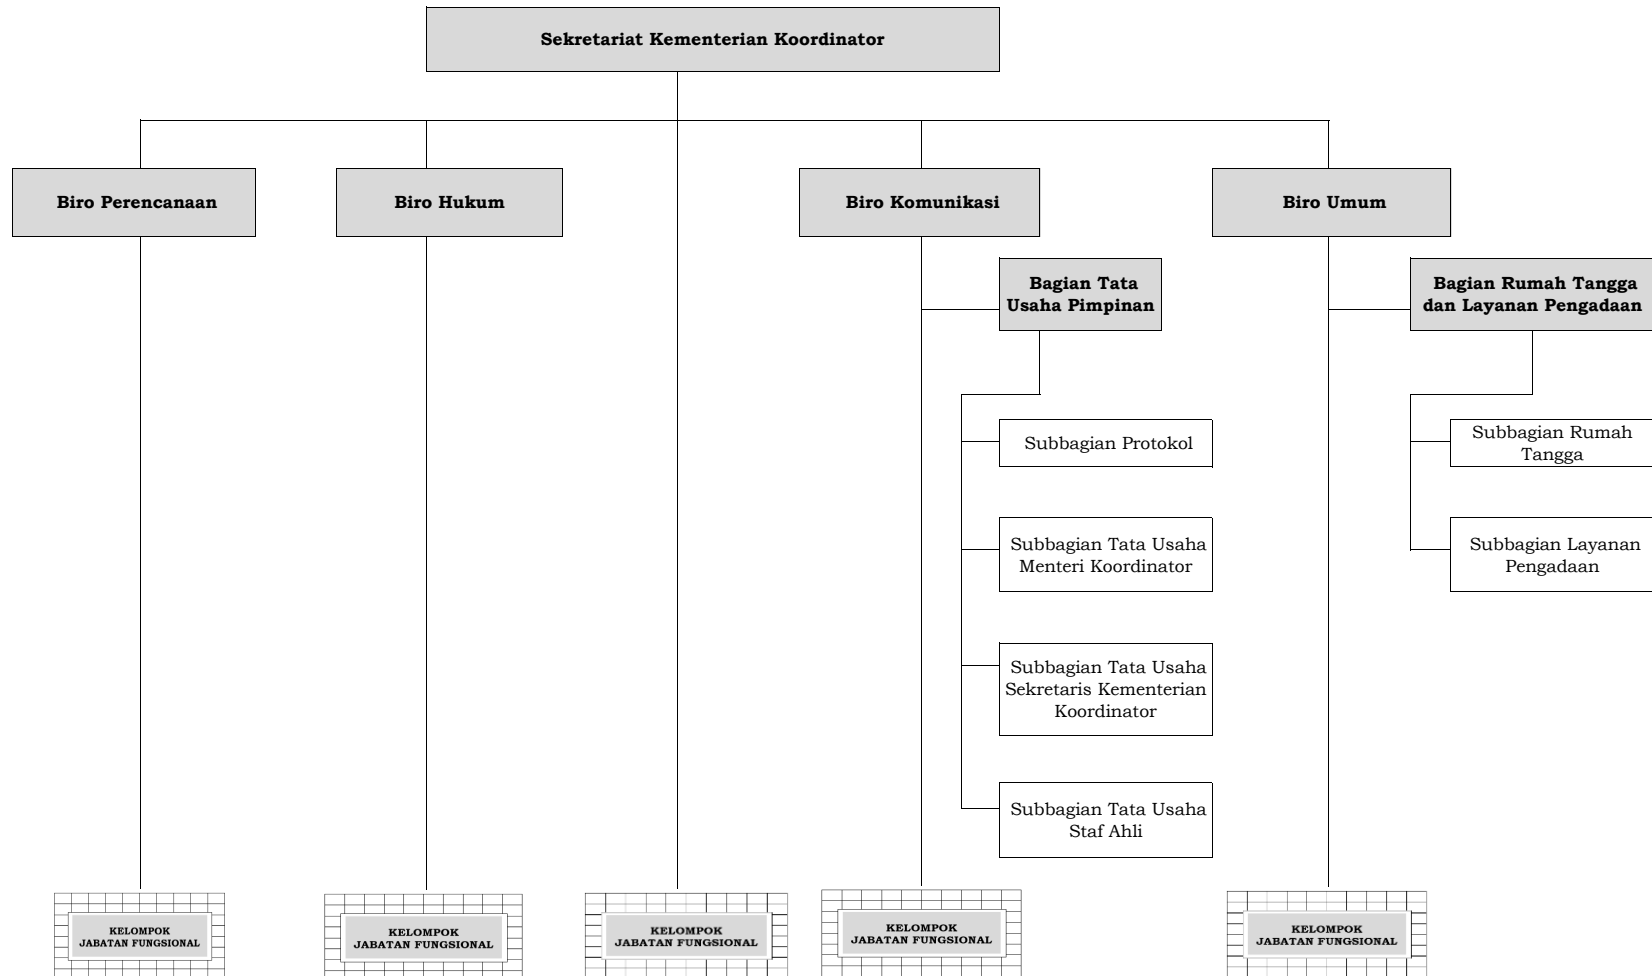 Sekretariat Kementerian Koordinator
Biro Perencanaan
Biro Hukum
Biro Komunikasi
Biro Umum
Bagian Tata
Usaha Pimpinan
Bagian Rumah Tangga
dan Layanan Pengadaan
Subbagian Protokol
Subbagian Rumah
Tangga
Subbagian Tata Usaha
Menteri Koordinator
Subbagian Layanan
Pengadaan
Subbagian Tata Usaha
Sekretaris Kementerian
Koordinator
Subbagian Tata Usaha
Staf Ahli
KELOMPOK
JABATAN FUNGSIONAL
KELOMPOK
JABATAN FUNGSIONAL
KELOMPOK
JABATAN FUNGSIONAL
KELOMPOK
JABATAN FUNGSIONAL
KELOMPOK
JABATAN FUNGSIONAL